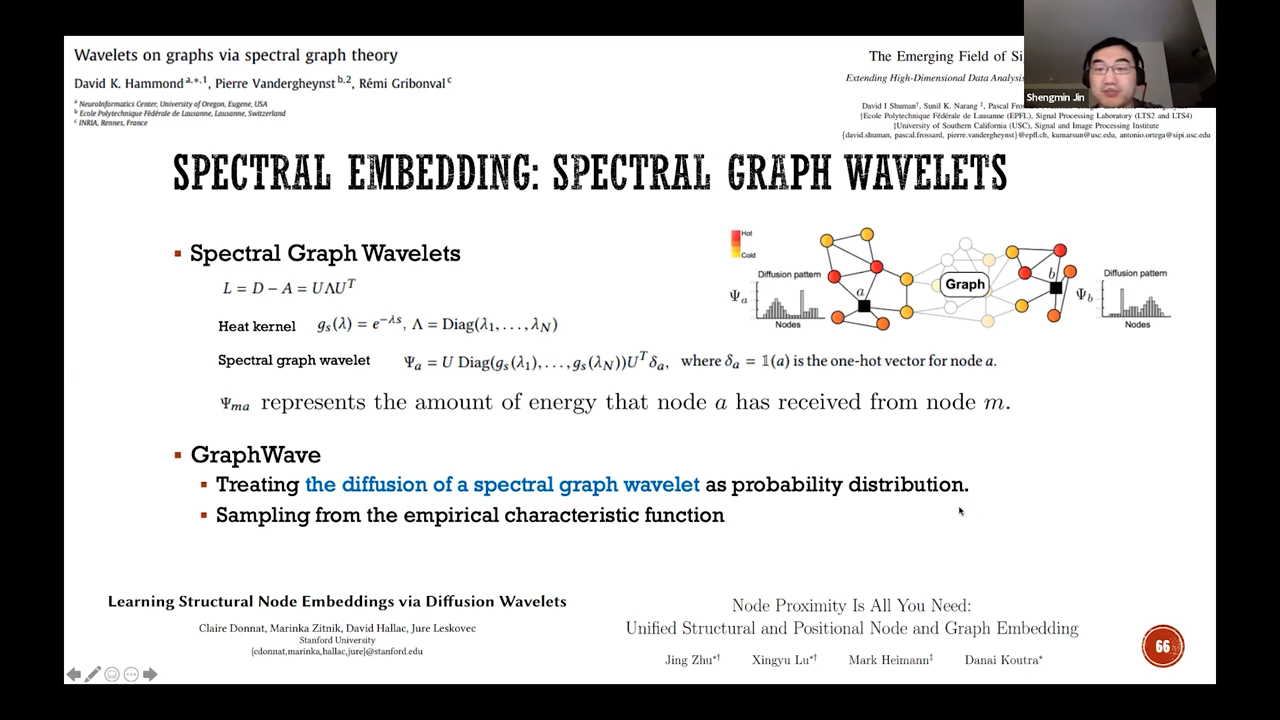 Wavelets on graphs via spectral graph theory
David K. Hammond a,*,1, Pierre Vandergheynst b,2, Rémi Gribonval c
a NeuroInformatics Center, University of Oregon, Eugene, USA
b Ecole Polytechnique Fédérale de Lausanne, Lausanne, Switzerland
c INRIA, Rennes, France
The Emerging Field of Si
Extending High-Dimensional Data Analysis
David I Shuman†, Sunil K. Narang ‡, Pascal
†Ecole Polytechnique Fédérale de Lausanne (EPFL), Signal Processing Laboratory (LTS2 and LTS4)
‡University of Southern California (USC), Signal and Image Processing Institute
{david.shuman, pascal.frossard, pierre.vandergheynst}@epfl.ch, kumarsun@usc.edu, antonio.ortega@sipi.usc.edu
Shengmin Jin
SPECTRAL EMBEDDING: SPECTRAL GRAPH WAVELETS
Spectral Graph Wavelets
L = D − A = UΛU^T
Heat kernel g_s(λ) = e^{−λs}, Λ = Diag(λ_1, . . . , λ_N)
Spectral graph wavelet Ψ_a = U Diag(g_s(λ_1), . . . , g_s(λ_N))U^T δ_a, where δ_a = 𝟙(a) is the one-hot vector for node a.
Ψ_ma represents the amount of energy that node a has received from node m.
Hot
Cold
Diffusion pattern
Ψ_a
Nodes
a
Graph
b
Diffusion pattern
Ψ_b
Nodes
GraphWave
Treating the diffusion of a spectral graph wavelet as probability distribution.
Sampling from the empirical characteristic function
Learning Structural Node Embeddings via Diffusion Wavelets
Claire Donnat, Marinka Zitnik, David Hallac, Jure Leskovec
Stanford University
{cdonnat,marinka,hallac,jure}@stanford.edu
Node Proximity Is All You Need:
Unified Structural and Positional Node and Graph Embedding
Jing Zhu*† Xingyu Lu*† Mark Heimann‡ Danai Koutra*
66